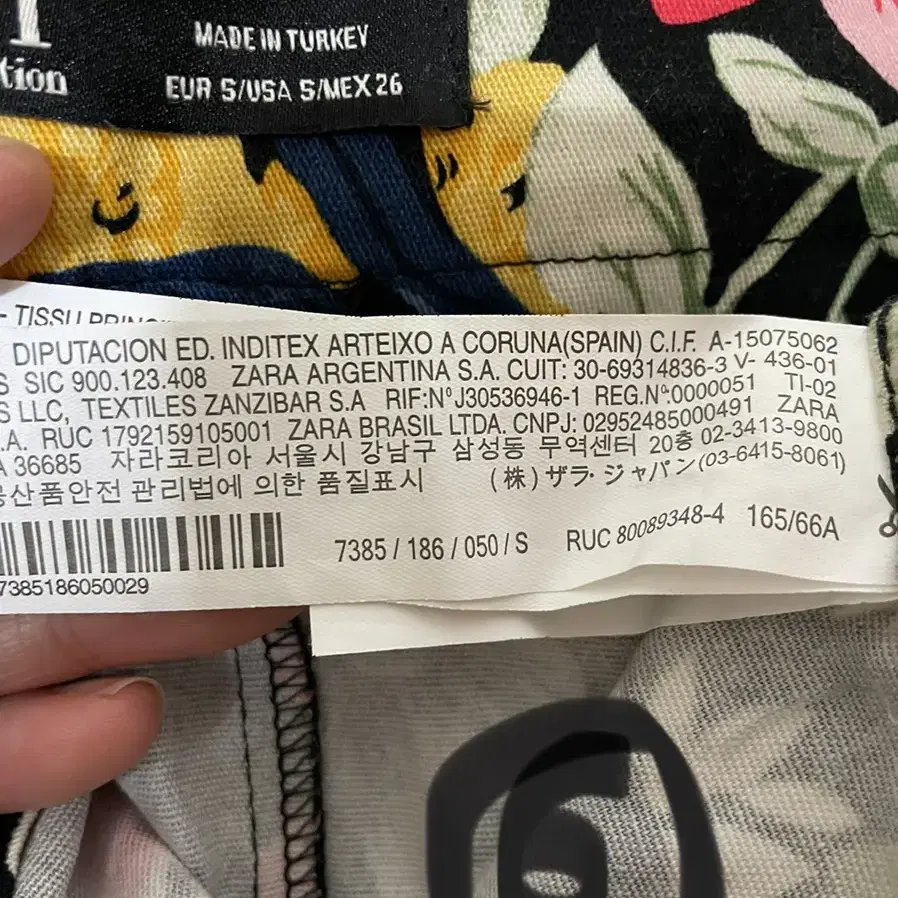 tion
MADE IN TURKEY
EUR S/USA S/MEX 26
- TISSU
DIPUTACION ED. INDITEX ARTEIXO A CORUNA(SPAIN) C.I.F. A-15075062
SIC 900.123.408 ZARA ARGENTINA S.A. CUIT: 30-69314836-3 V- 436-01
LLC, TEXTILES ZANZIBAR S.A RIF:Nº J30536946-1 REG.Nº:0000051 TI-02
.A. RUC 1792159105001 ZARA BRASIL LTDA. CNPJ: 02952485000491 ZARA
A 36685 자라코리아 서울시 강남구 삼성동 무역센터 20층 02-3413-9800
공산품안전 관리법에 의한 품질표시 (株)ザラ・ジャパン(03-6415-8061)
7385 / 186 / 050 / S RUC 80089348-4 165/66A
7385186050029